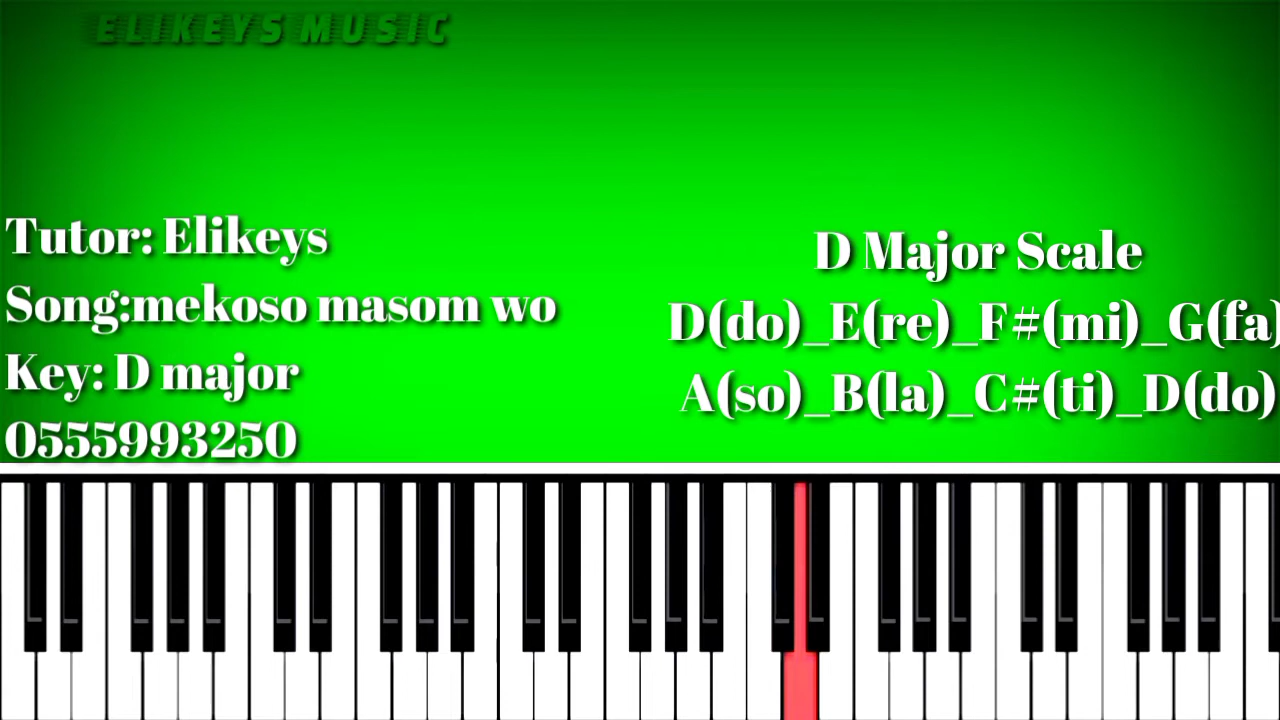 ELIKEYS MUSIC
Tutor: Elikeys
Song:mekoso masom wo
Key: D major
0555993250
D Major Scale
D(do)_E(re)_F#(mi)_G(fa)
A(so)_B(la)_C#(ti)_D(do)